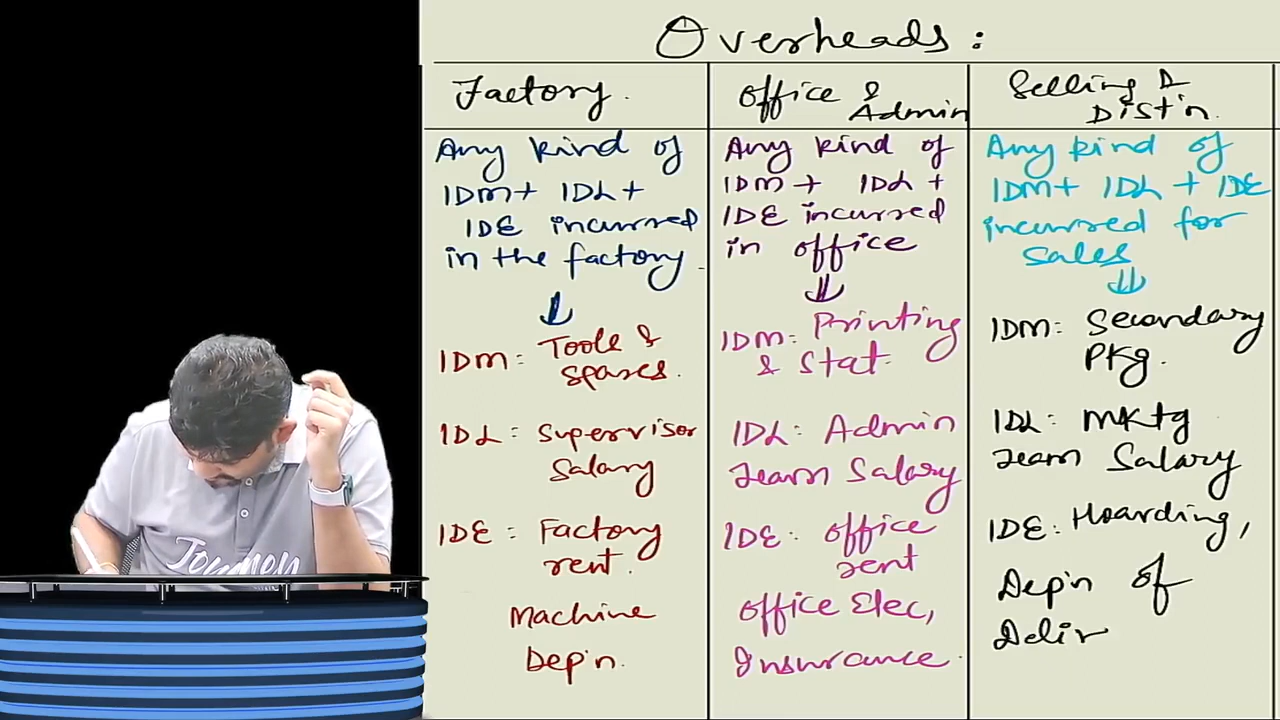 Overheads:
Factory.
Any kind of
IDM+ IDL+
IDE incurred
in the factory.
IDM: Tools &
spares.
IDL: Supervisor
Salary
IDE: Factory
rent.
Machine
Dep'n.
Office &
Admin
Any kind of
IDM+ IDL+
IDE incurred
in office
IDM: Printing
& Stat.
IDL: Admin
team Salary
IDE: office
rent
office Elec,
Insurance.
Selling &
Dist'n.
Any kind of
IDM+ IDL + IDE
incurred for
Sales
IDM: Secondary
PKg.
IDL: MKtg
team Salary
IDE: Hoarding,
Dep'n of
Deliv